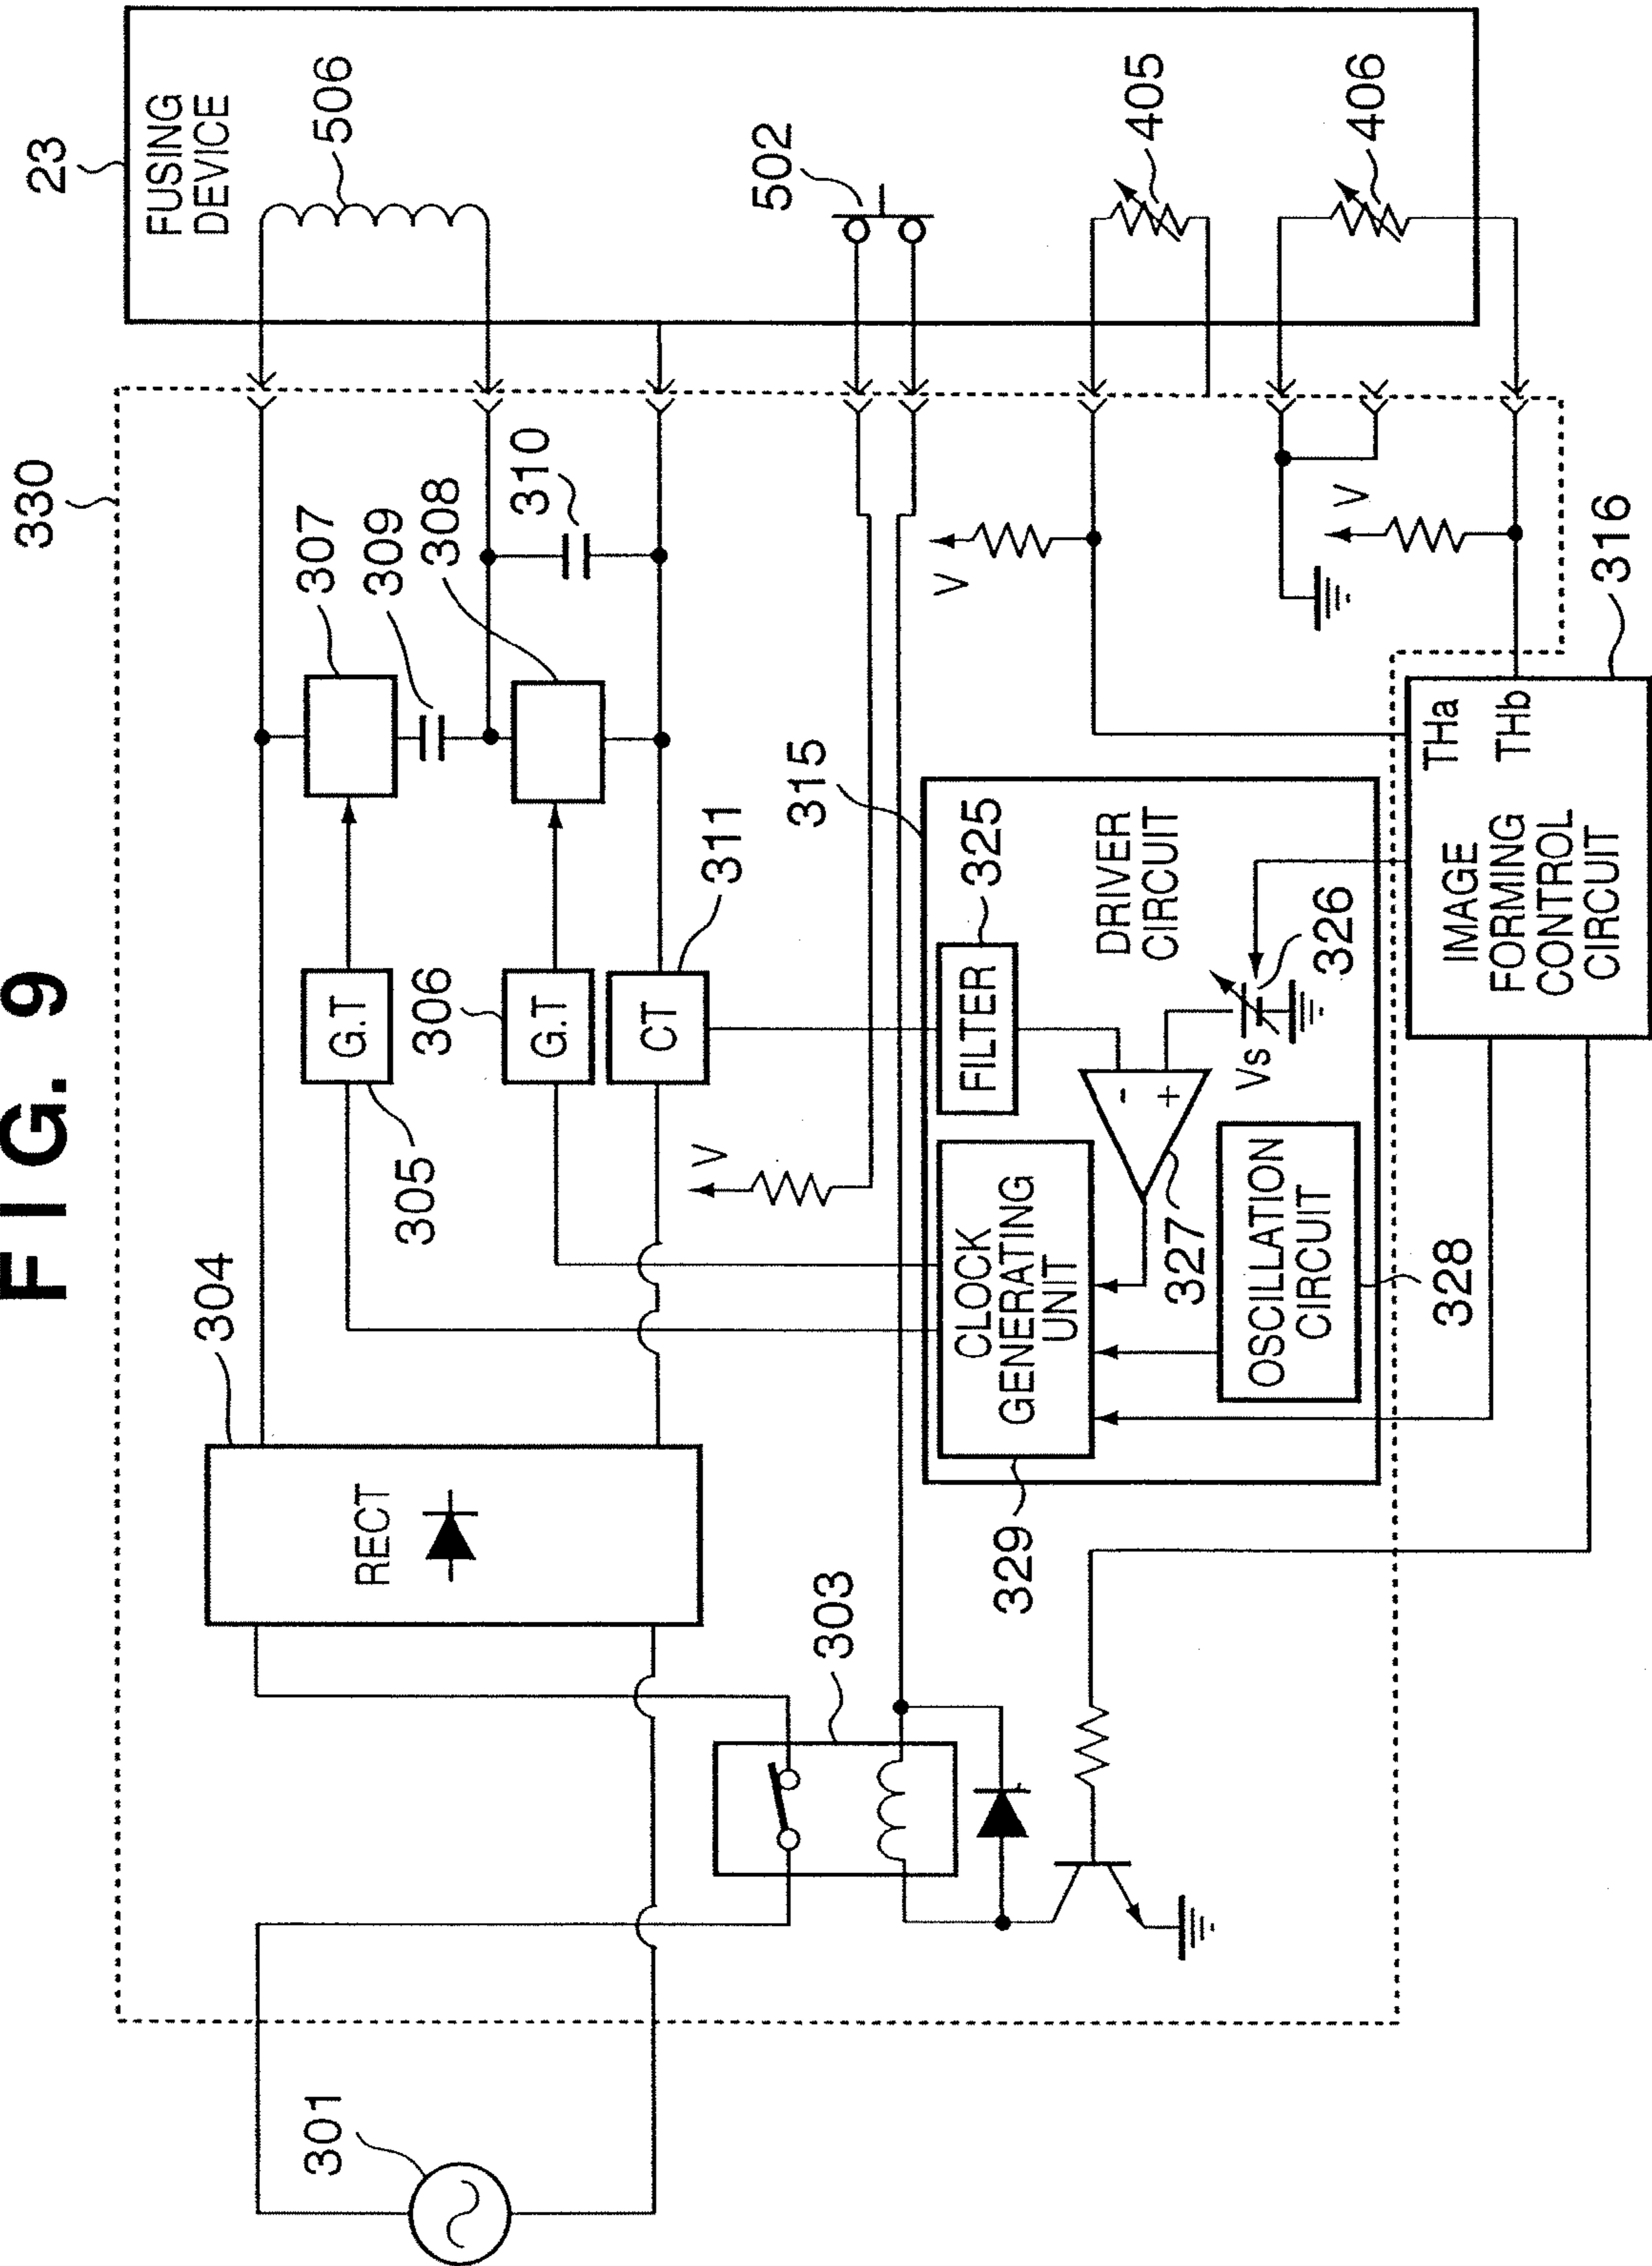 FIG. 9
23
FUSING
DEVICE
506
502
405
406
330
307
309
308
310
304
G.T
305
306
G.T
311
CT
RECT
V
V
V
315
325
FILTER
DRIVER
CIRCUIT
326
Vs
-
+
327
CLOCK
GENERATING
UNIT
329
OSCILLATION
CIRCUIT
328
316
THa
THb
IMAGE
FORMING
CONTROL
CIRCUIT
303
301